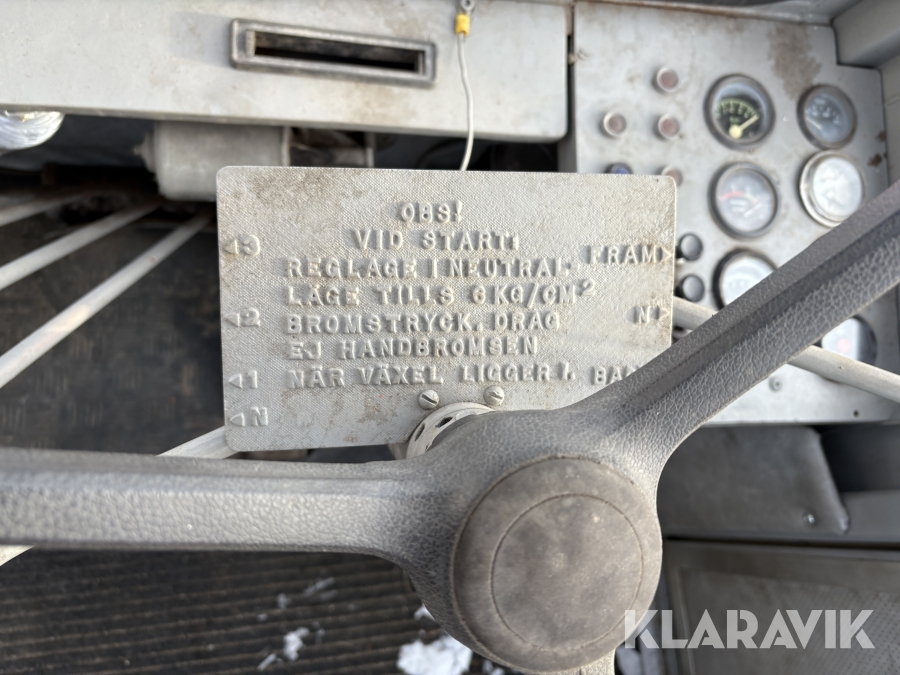 OBS!
VID START:
REGLAGE I NEUTRAL-
LÄGE TILLS 6 KG/CM²
BROMSTRYCK. DRAG
EJ HANDBROMSEN
NÄR VÄXEL LIGGER I.
3
2
1
N
FRAM
N
KLARAVIK